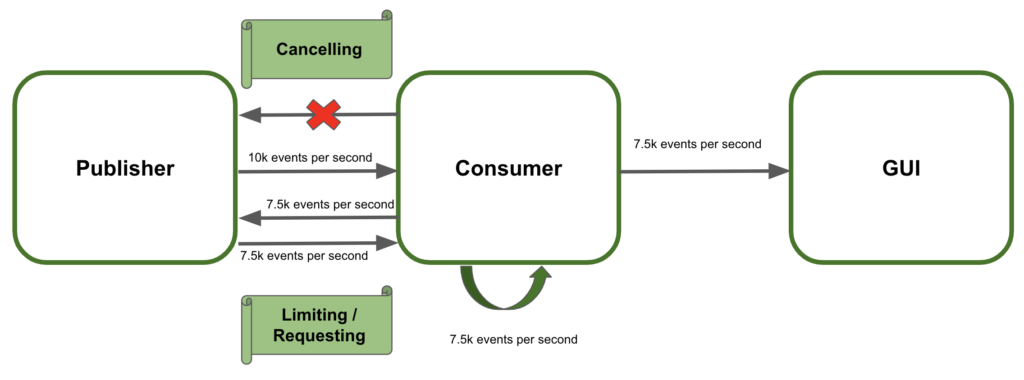 Cancelling
Publisher
10k events per second
7.5k events per second
7.5k events per second
Limiting /
Requesting
Consumer
7.5k events per second
7.5k events per second
GUI